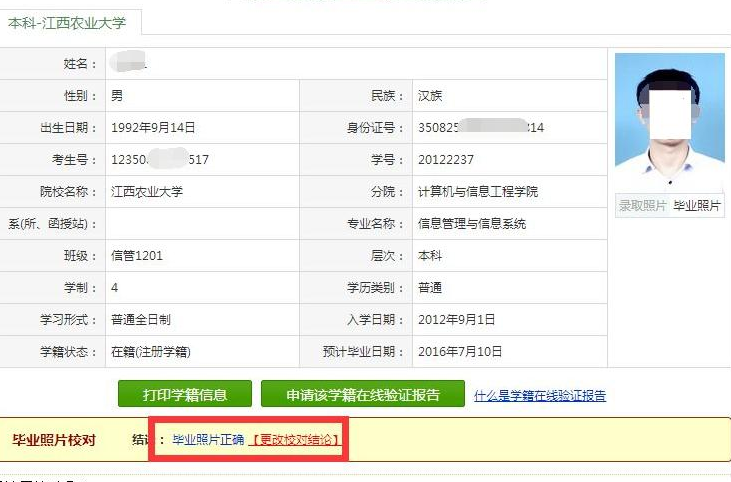 本科-江西农业大学
姓名：
性别： 男 民族： 汉族
出生日期： 1992年9月14日 身份证号： 350825 14
考生号： 12350 517 学号： 20122237
院校名称： 江西农业大学 分院： 计算机与信息工程学院
录取照片 毕业照片
系(所、函授站)： 专业名称： 信息管理与信息系统
班级： 信管1201 层次： 本科
学制： 4 学历类别： 普通
学习形式： 普通全日制 入学日期： 2012年9月1日
学籍状态： 在籍(注册学籍) 预计毕业日期： 2016年7月10日
打印学籍信息 申请该学籍在线验证报告 什么是学籍在线验证报告
毕业照片校对 结论： 毕业照片正确 【更改校对结论】